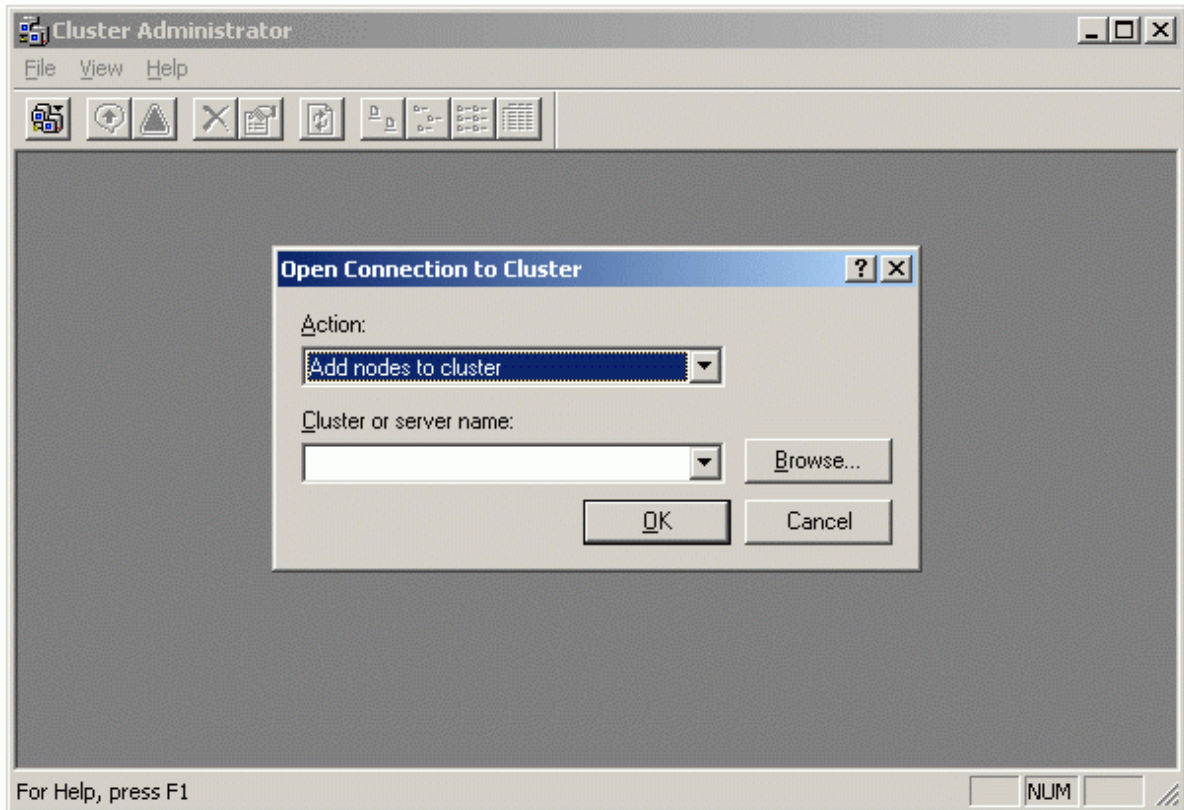 Cluster Administrator
File View Help
Open Connection to Cluster
Action:
Add nodes to cluster
Cluster or server name:
Browse...
OK Cancel
For Help, press F1 NUM